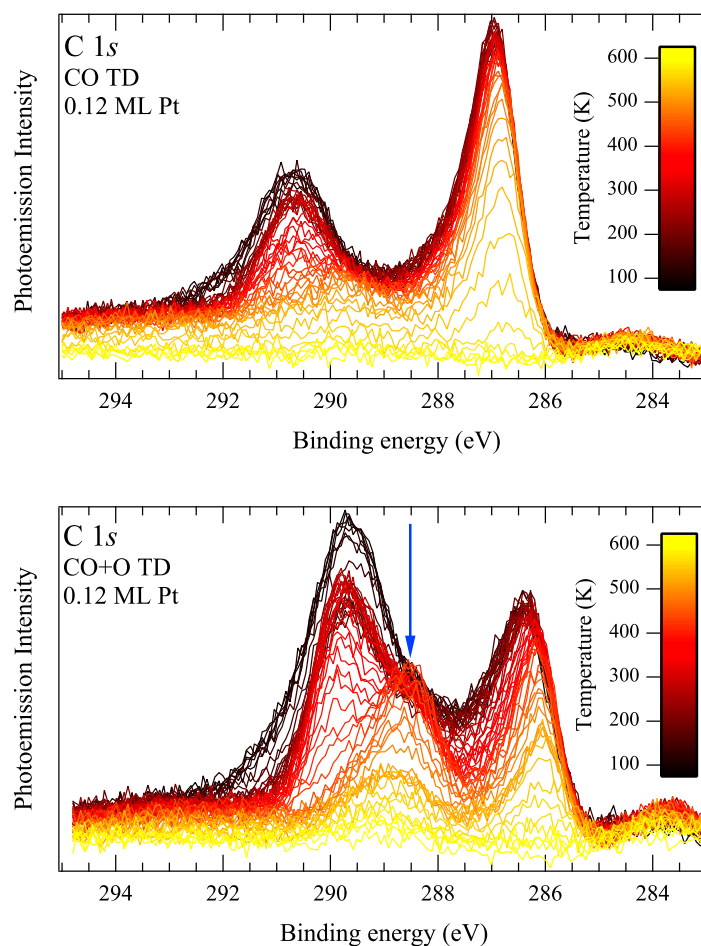 C 1s
CO TD
0.12 ML Pt
Photoemission Intensity
600
500
400
300
200
100
Temperature (K)
294 292 290 288 286 284
Binding energy (eV)
C 1s
CO+O TD
0.12 ML Pt
Photoemission Intensity
600
500
400
300
200
100
Temperature (K)
294 292 290 288 286 284
Binding energy (eV)